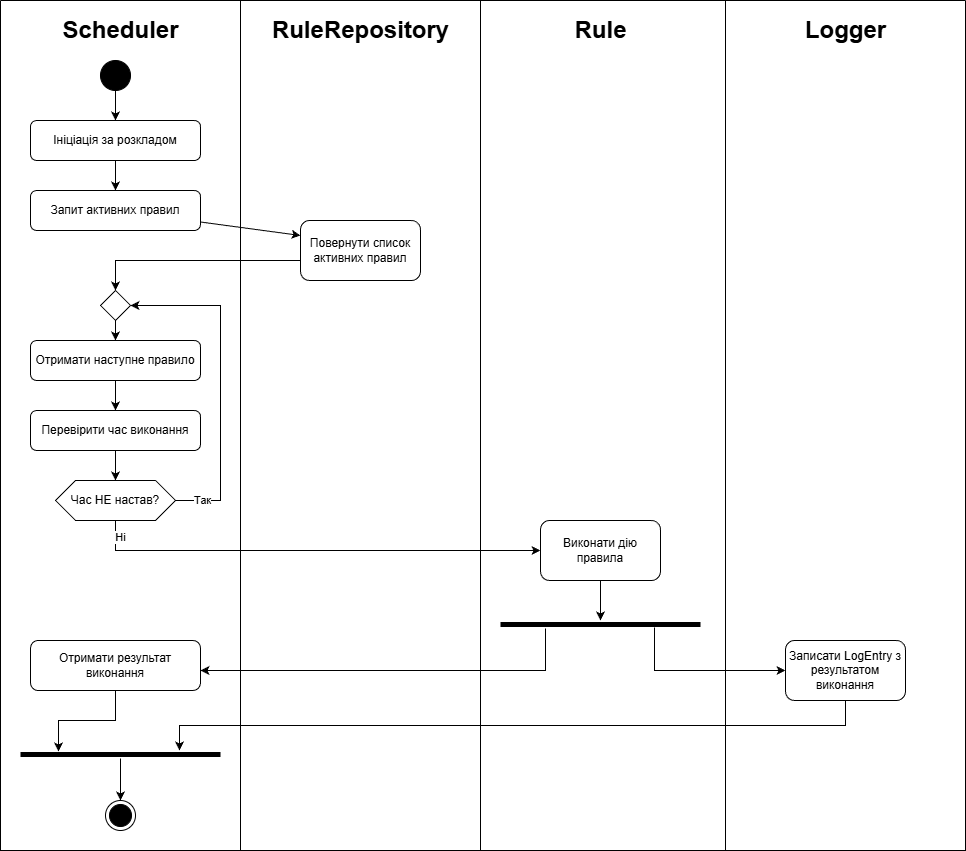 Scheduler
RuleRepository
Rule
Logger
Ініціація за розкладом
Запит активних правил
Повернути список
активних правил
Отримати наступне правило
Перевірити час виконання
Час НЕ настав?
Так
Ні
Виконати дію
правила
Отримати результат
виконання
Записати LogEntry з
результатом
виконання